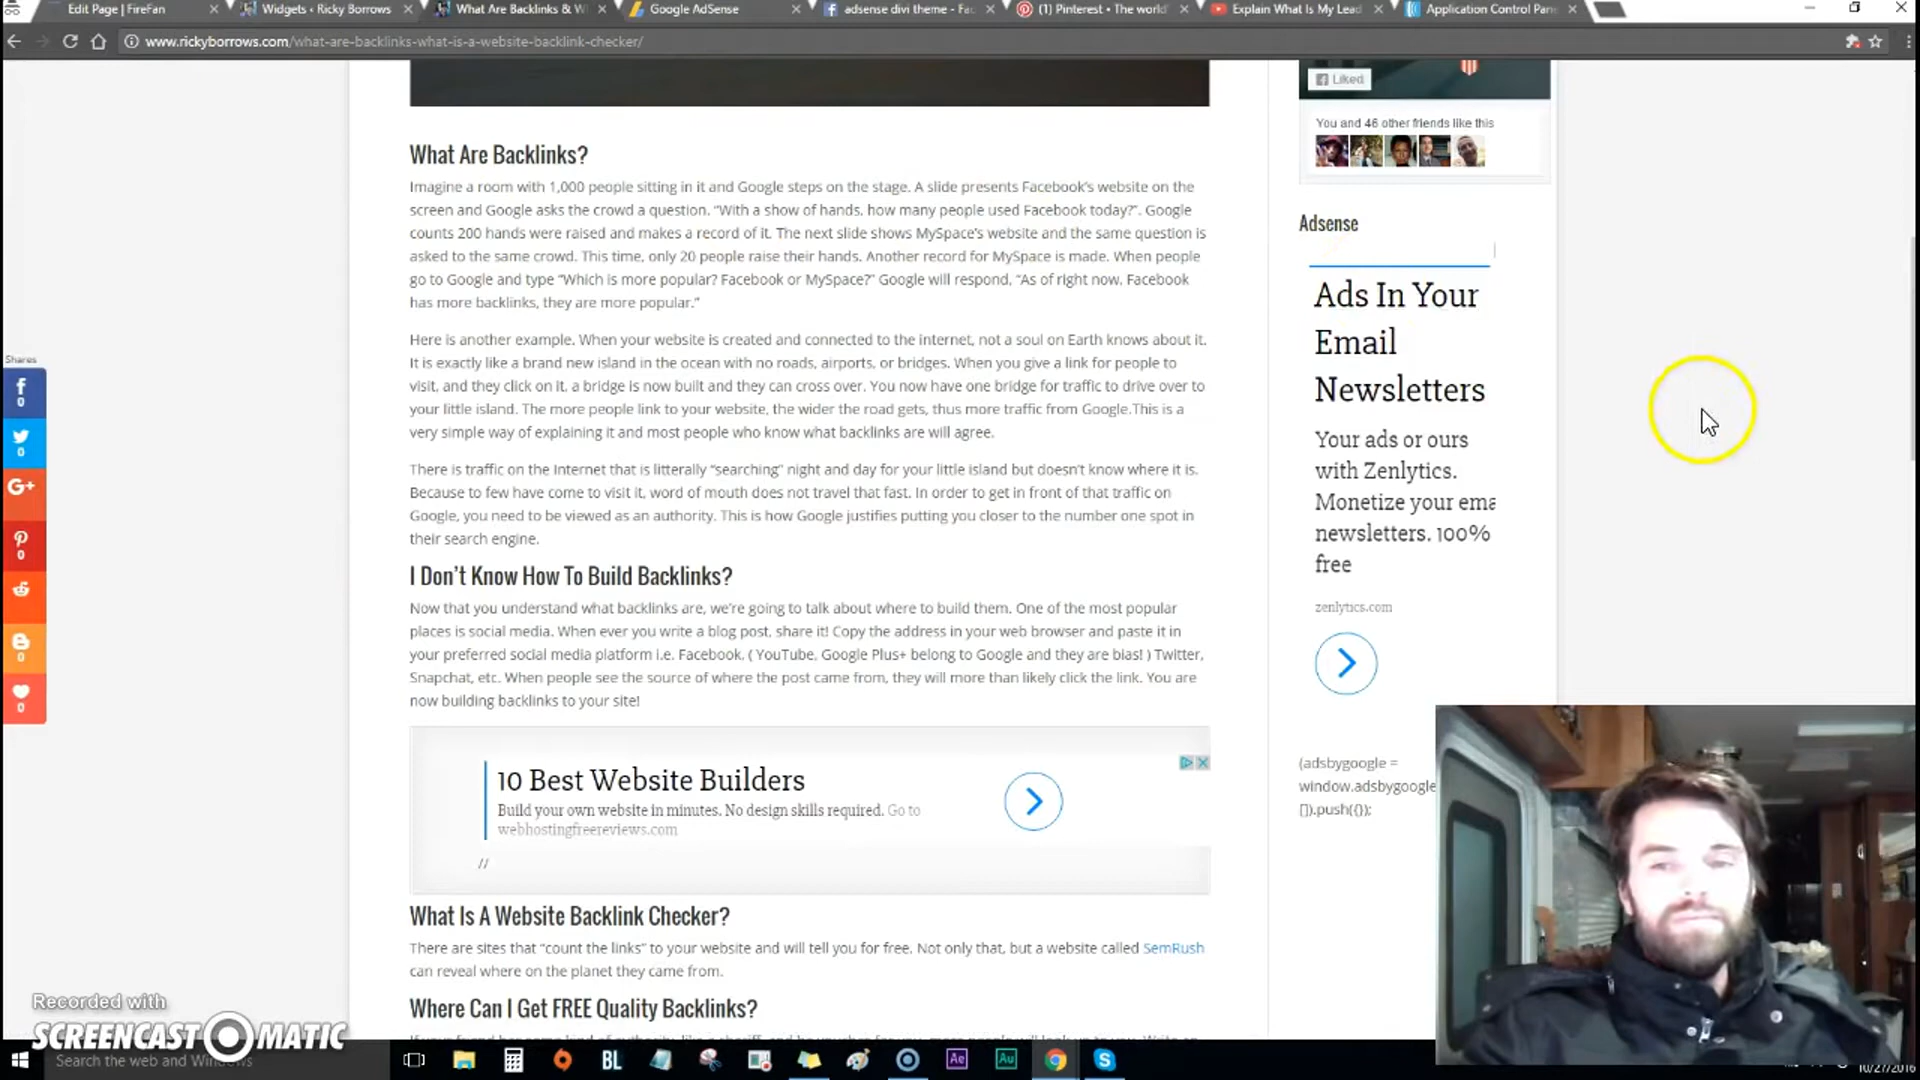 Edit Page | FireFan
Widgets ‹ Ricky Borrows
What Are Backlinks & W
Google AdSense
adsense divi theme - Fac
(1) Pinterest • The world'
Explain What Is My Lead
Application Control Pan
www.rickyborrows.com/what-are-backlinks-what-is-a-website-backlink-checker/
Liked
You and 46 other friends like this
What Are Backlinks?
Imagine a room with 1,000 people sitting in it and Google steps on the stage. A slide presents Facebook's website on the
screen and Google asks the crowd a question. "With a show of hands, how many people used Facebook today?". Google
counts 200 hands were raised and makes a record of it. The next slide shows MySpace's website and the same question is
asked to the same crowd. This time, only 20 people raise their hands. Another record for MySpace is made. When people
go to Google and type "Which is more popular? Facebook or MySpace?" Google will respond, "As of right now, Facebook
has more backlinks, they are more popular."
Here is another example. When your website is created and connected to the internet, not a soul on Earth knows about it.
It is exactly like a brand new island in the ocean with no roads, airports, or bridges. When you give a link for people to
visit, and they click on it, a bridge is now built and they can cross over. You now have one bridge for traffic to drive over to
your little island. The more people link to your website, the wider the road gets, thus more traffic from Google.This is a
very simple way of explaining it and most people who know what backlinks are will agree.
There is traffic on the Internet that is litterally "searching" night and day for your little island but doesn't know where it is.
Because to few have come to visit it, word of mouth does not travel that fast. In order to get in front of that traffic on
Google, you need to be viewed as an authority. This is how Google justifies putting you closer to the number one spot in
their search engine.
I Don't Know How To Build Backlinks?
Now that you understand what backlinks are, we're going to talk about where to build them. One of the most popular
places is social media. When ever you write a blog post, share it! Copy the address in your web browser and paste it in
your preferred social media platform i.e. Facebook, ( YouTube, Google Plus+ belong to Google and they are bias! ) Twitter,
Snapchat, etc. When people see the source of where the post came from, they will more than likely click the link. You are
now building backlinks to your site!
10 Best Website Builders
Build your own website in minutes. No design skills required. Go to
webhostingfreereviews.com
//
What Is A Website Backlink Checker?
There are sites that "count the links" to your website and will tell you for free. Not only that, but a website called SemRush
can reveal where on the planet they came from.
Where Can I Get FREE Quality Backlinks?
Adsense
Ads In Your
Email
Newsletters
Your ads or ours
with Zenlytics.
Monetize your ema
newsletters. 100%
free
zenlytics.com
(adsbygoogle =
window.adsbygoogle
[]).push({});
Shares
0
0
G+
0
0
0
Recorded with
SCREENCAST MATIC
Search the web and Windows
BL
Ae
Au
10/27/2016